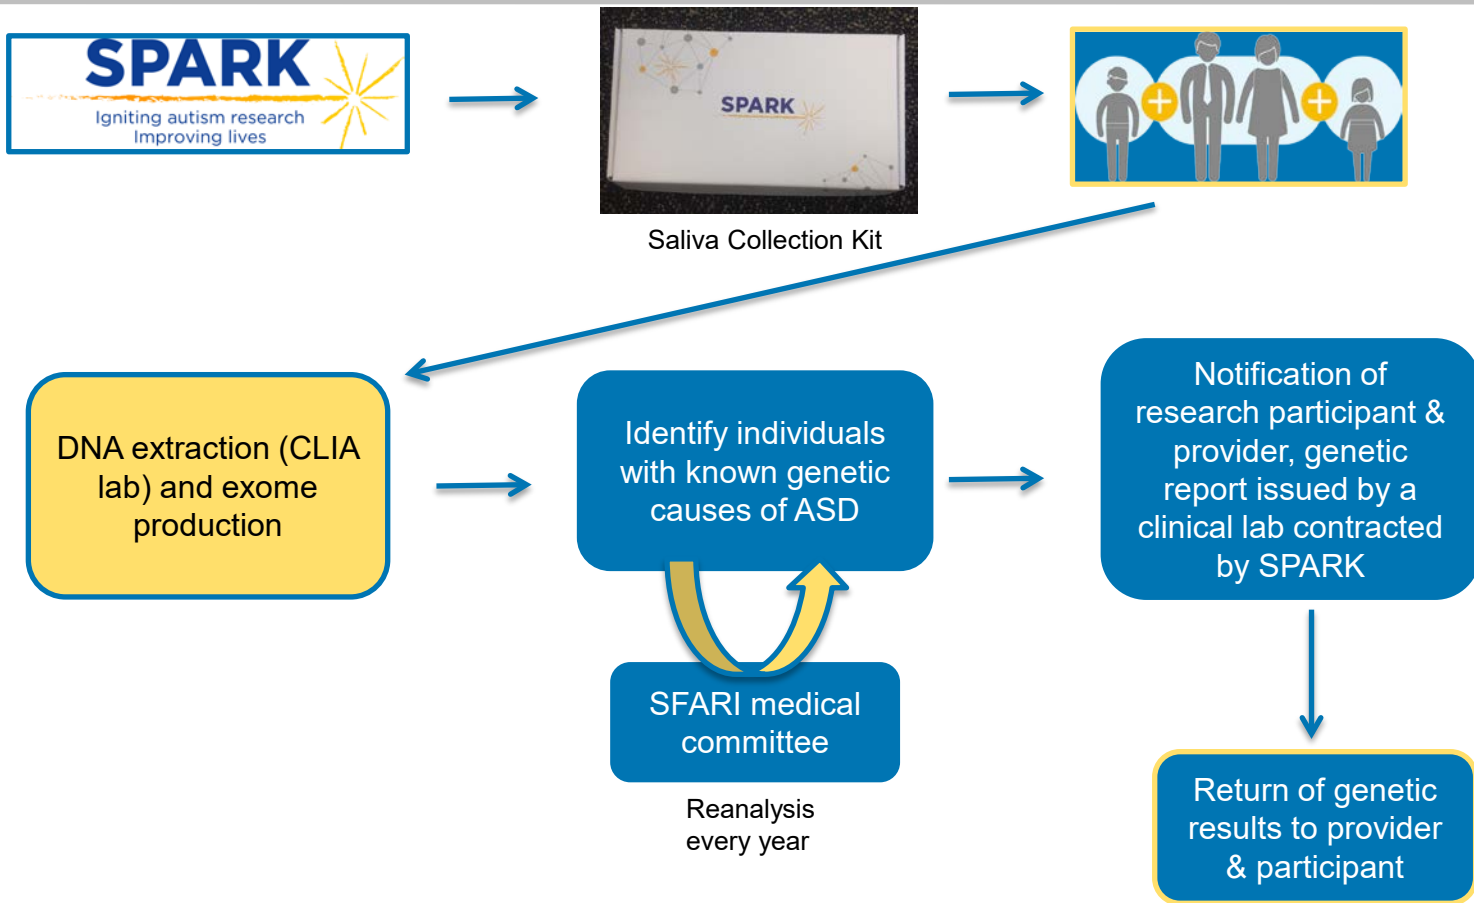 SPARK
Igniting autism research
Improving lives
SPARK
Saliva Collection Kit
DNA extraction (CLIA
lab) and exome
production
Identify individuals
with known genetic
causes of ASD
Notification of
research participant &
provider, genetic
report issued by a
clinical lab contracted
by SPARK
SFARI medical
committee
Reanalysis
every year
Return of genetic
results to provider
& participant